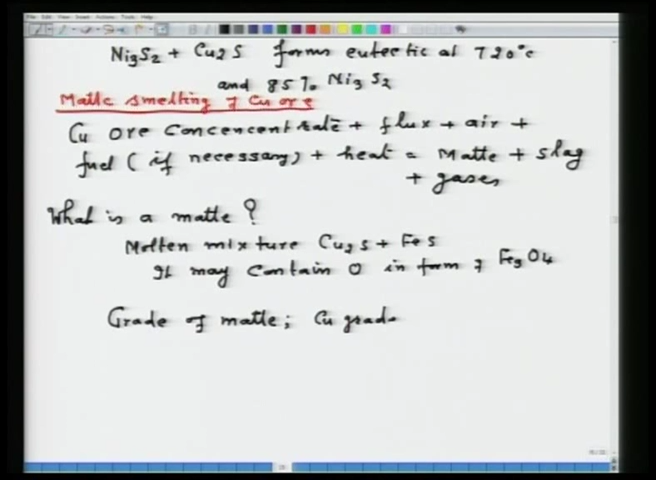 Ni3S2 + Cu2S forms eutectic at 720°c
and 85% Ni3S2
Matte smelting of Cu ore
Cu ore concencentrate + flux + air +
fuel (if necessary) + heat = Matte + slag
+ gases
What is a matte?
Molten mixture Cu2S + FeS
It may contain O in form of Fe3O4
Grade of matte; Cu grade